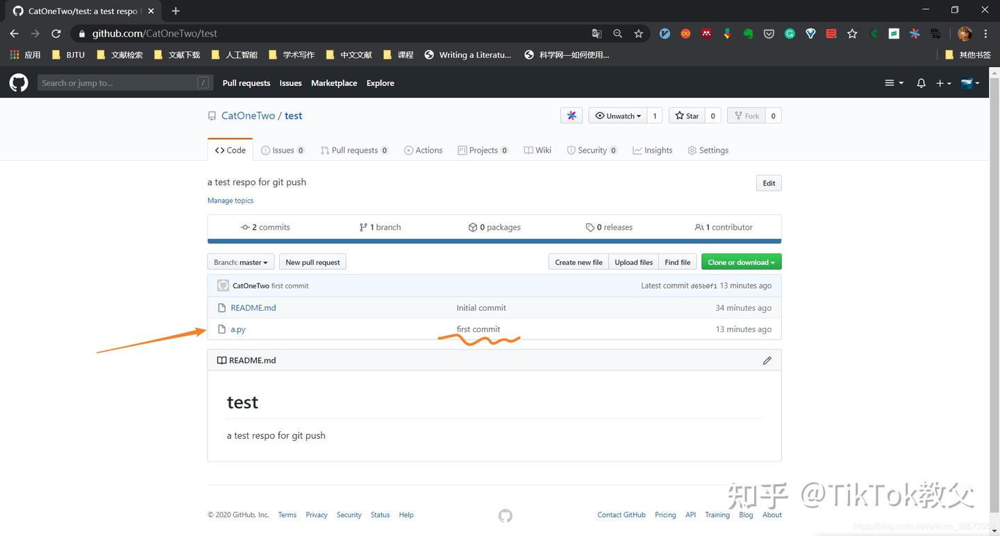 CatOneTwo/test: a test respo f
github.com/CatOneTwo/test
应用 BJTU 文献检索 文献下载 人工智能 学术写作 中文文献 课程 Writing a Literatu... 科学网—如何使用... 其他书签
Search or jump to... / Pull requests Issues Marketplace Explore
CatOneTwo / test Unwatch 1 Star 0 Fork 0
Code Issues 0 Pull requests 0 Actions Projects 0 Wiki Security 0 Insights Settings
a test respo for git push Edit
Manage topics
2 commits 1 branch 0 packages 0 releases 1 contributor
Branch: master New pull request Create new file Upload files Find file Clone or download
CatOneTwo first commit Latest commit d65b0f1 13 minutes ago
README.md Initial commit 34 minutes ago
a.py first commit 13 minutes ago
README.md
test
a test respo for git push
知乎 @TikTok教父
© 2020 GitHub, Inc. Terms Privacy Security Status Help Contact GitHub Pricing API Training Blog About